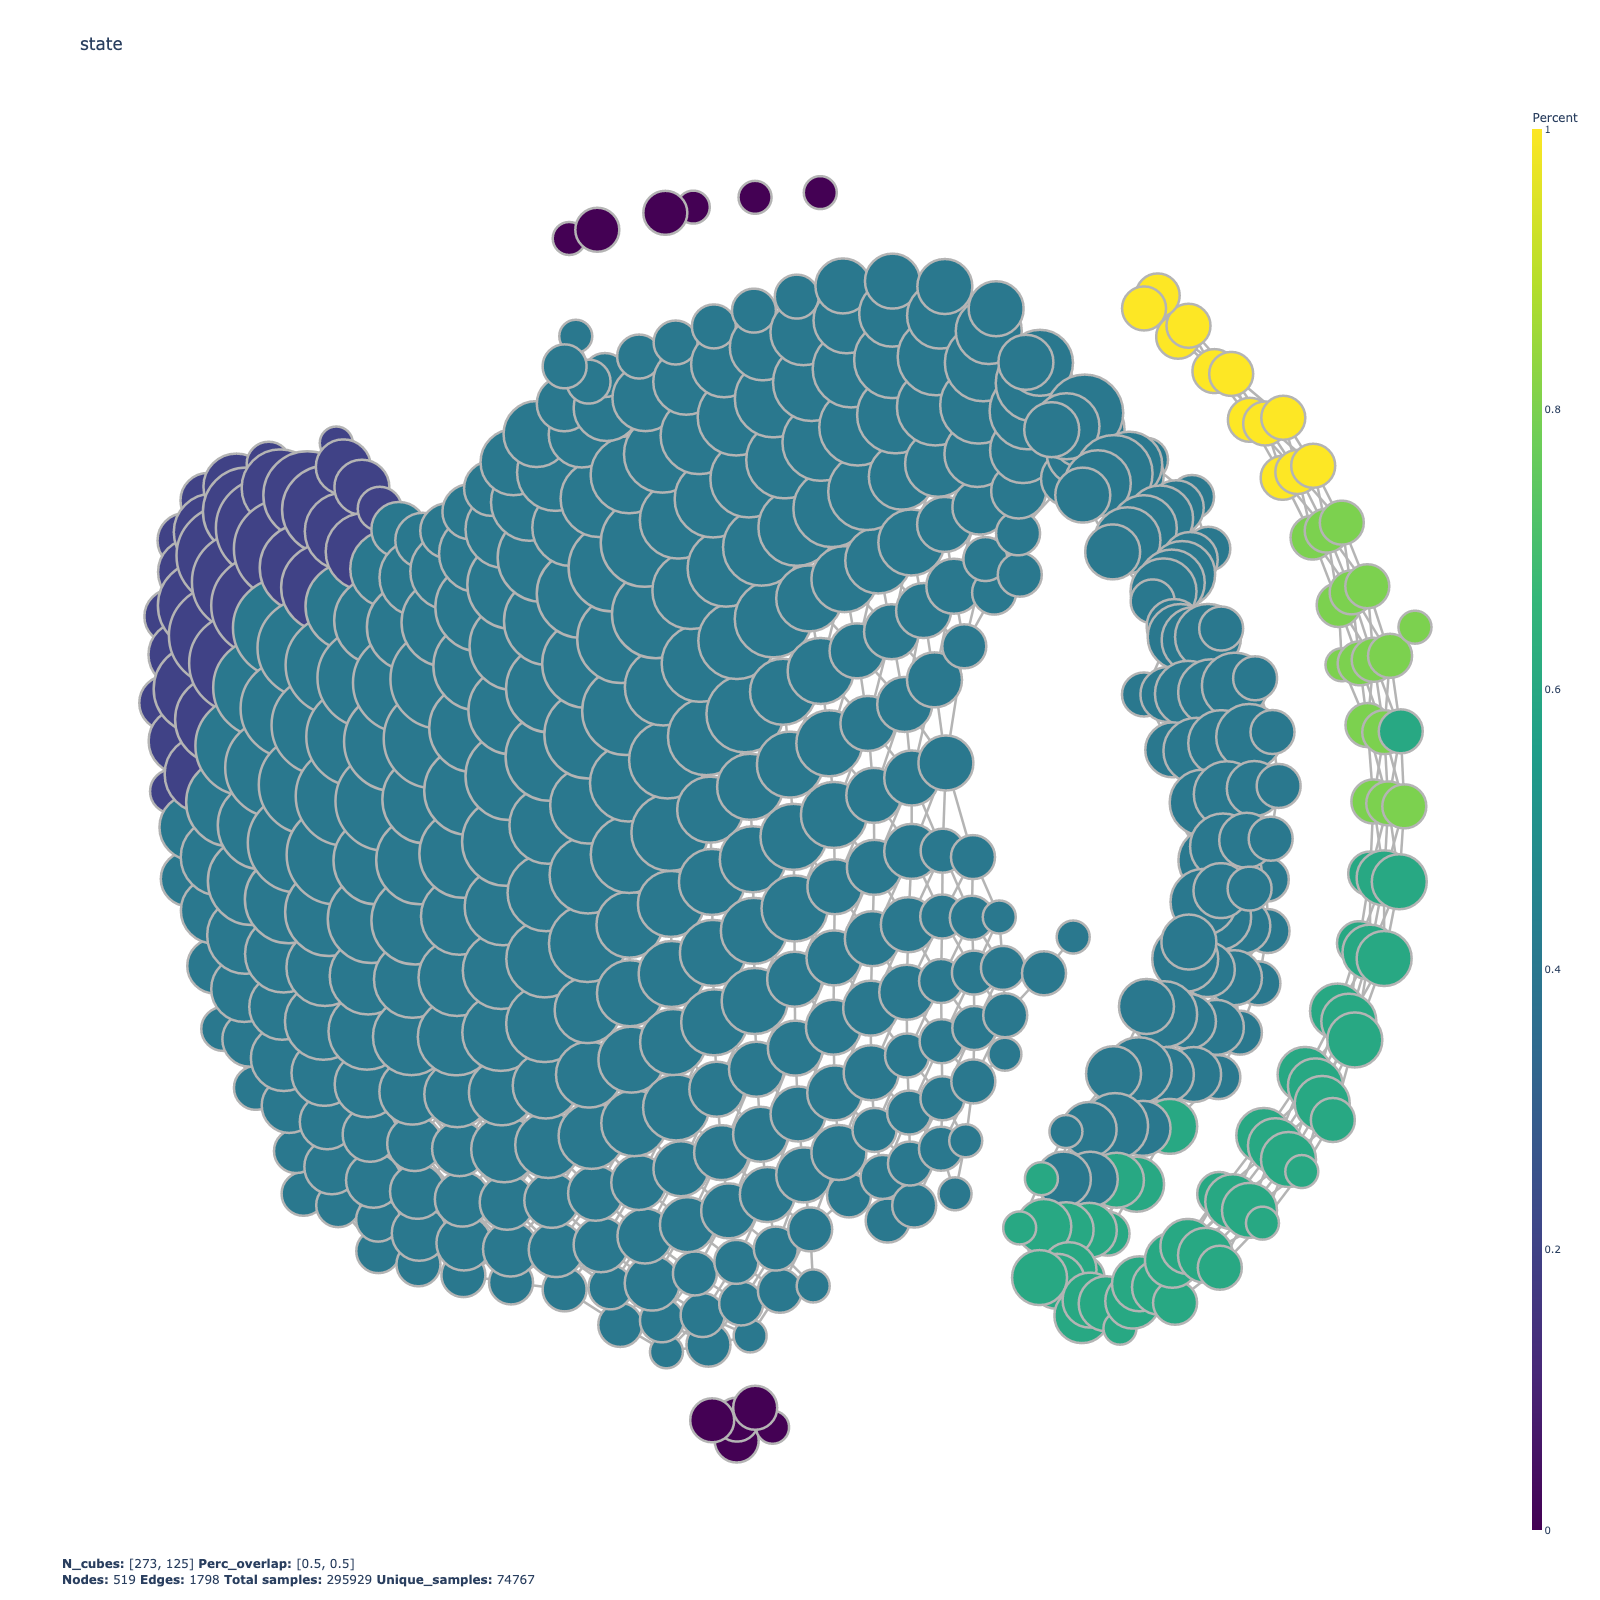 state
Percent
1
0.8
0.6
0.4
0.2
0
N_cubes: [273, 125] Perc_overlap: [0.5, 0.5]
Nodes: 519 Edges: 1798 Total samples: 295929 Unique_samples: 74767